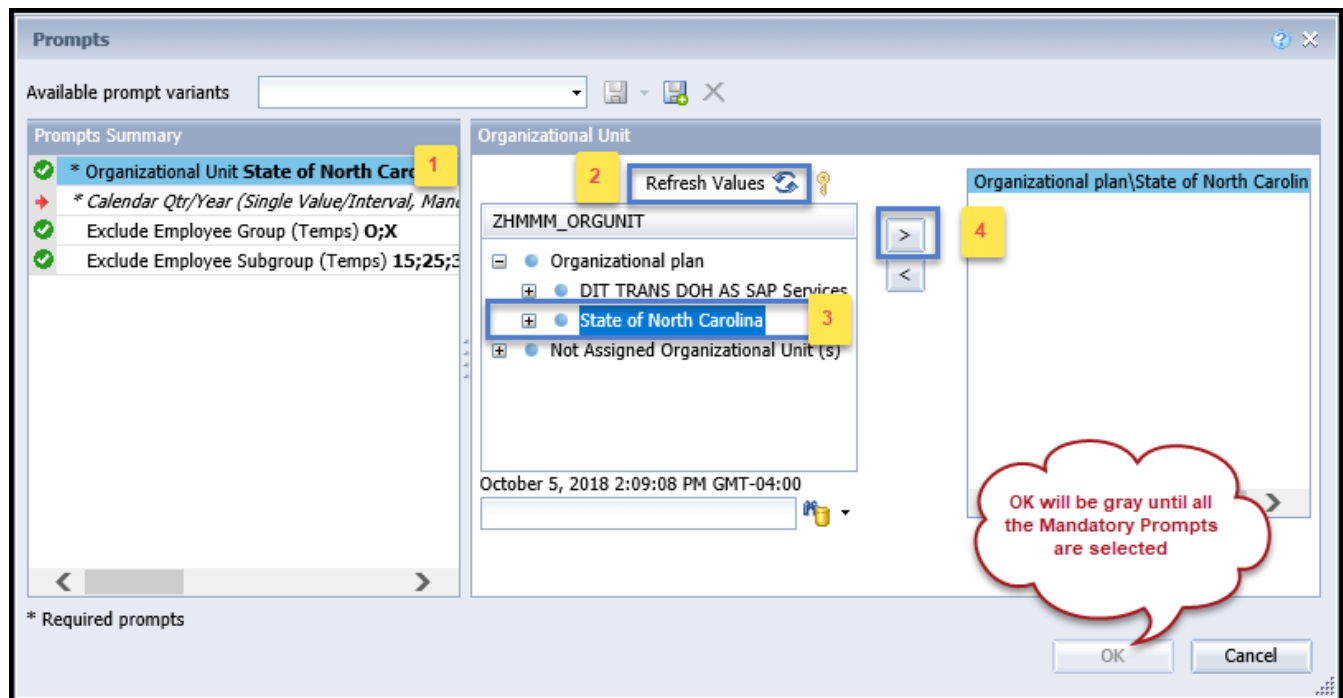 Prompts
Available prompt variants
Prompts Summary
* Organizational Unit State of North Car
1
* Calendar Qtr/Year (Single Value/Interval, Man
Exclude Employee Group (Temps) O;X
Exclude Employee Subgroup (Temps) 15;25;3
Organizational Unit
2
Refresh Values
ZHMMM_ORGUNIT
Organizational plan
DIT TRANS DOH AS SAP Services
State of North Carolina
3
Not Assigned Organizational Unit (s)
October 5, 2018 2:09:08 PM GMT-04:00
>
4
<
Organizational plan\State of North Carolin
OK will be gray until all
the Mandatory Prompts
are selected
* Required prompts
OK
Cancel